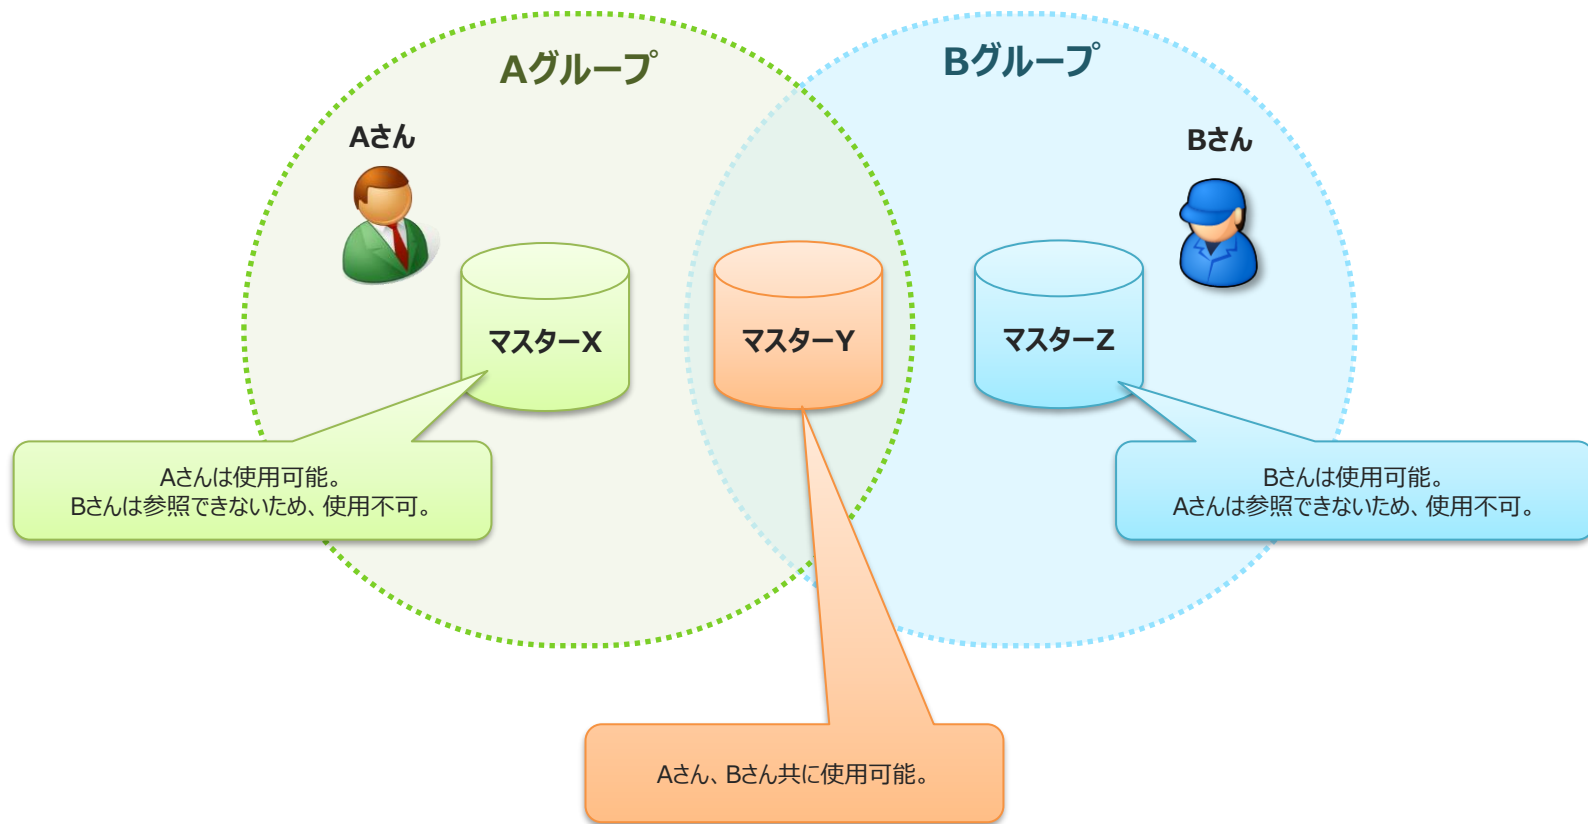 Aグループ
Bグループ
Aさん
Bさん
マスターX
マスターY
マスターZ
Aさんは使用可能。
Bさんは参照できないため、使用不可。
Bさんは使用可能。
Aさんは参照できないため、使用不可。
Aさん、Bさん共に使用可能。